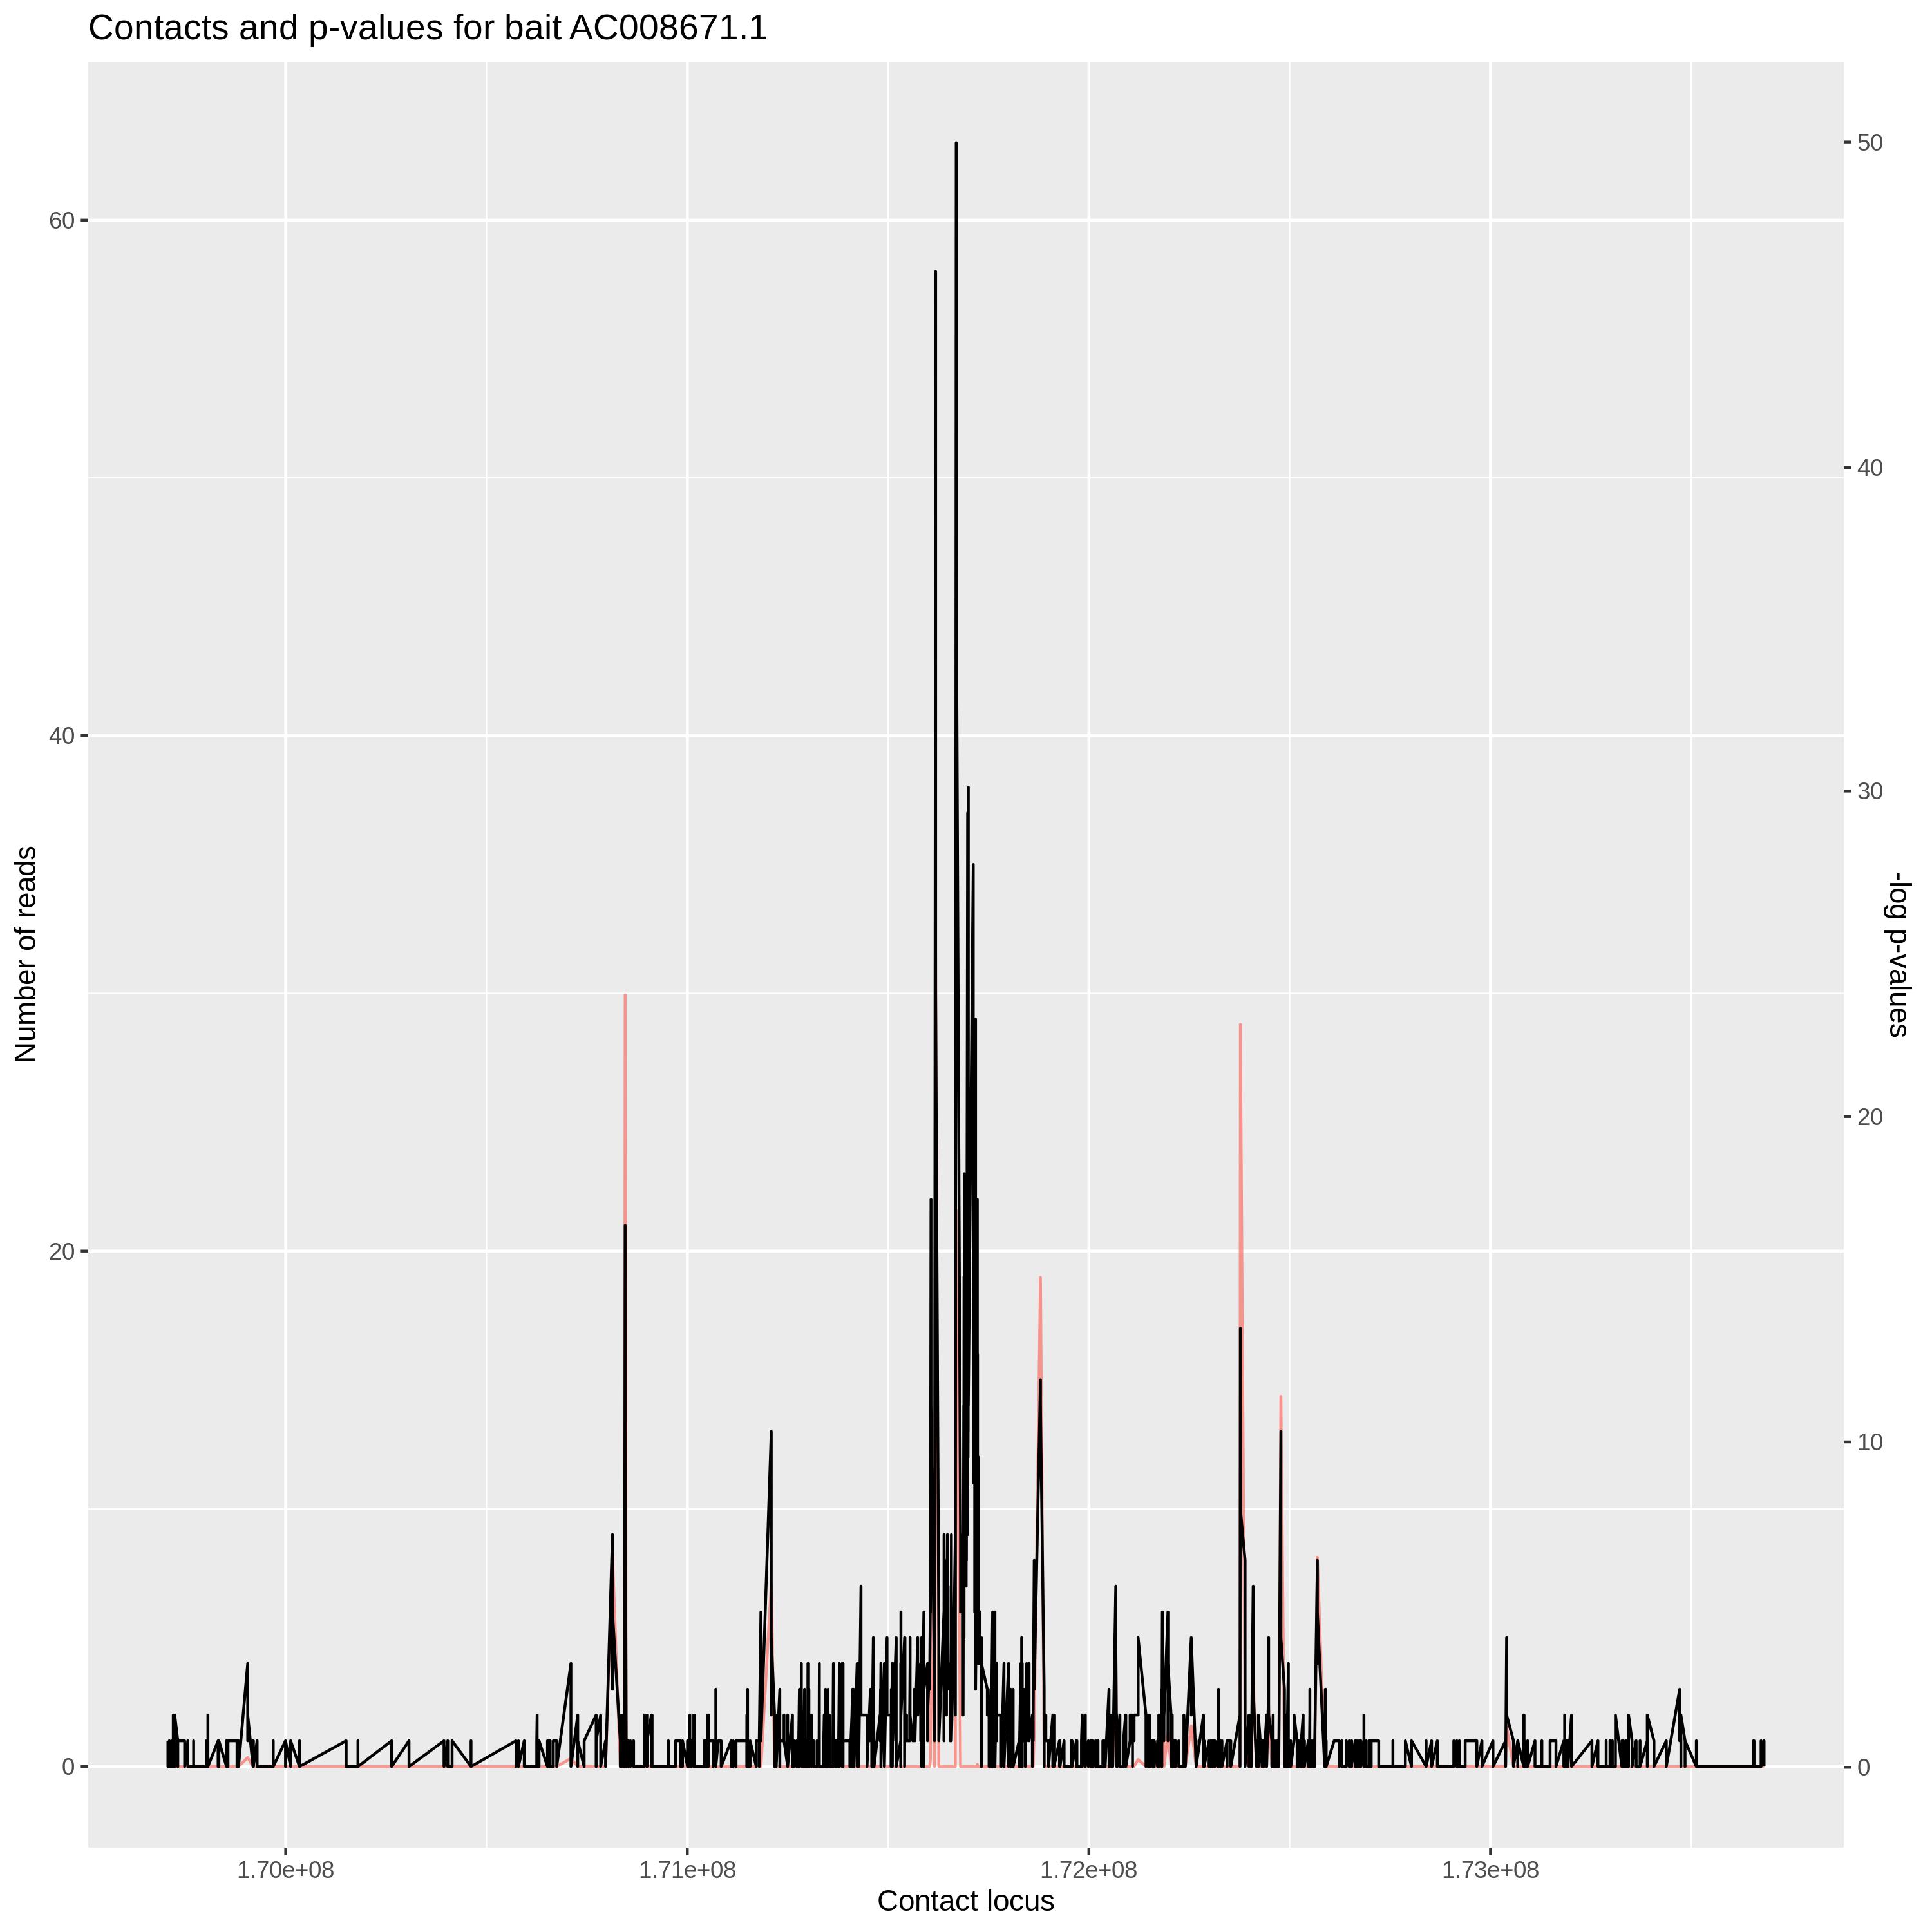 Contacts and p-values for bait AC008671.1
Number of reads
60
40
20
0
50
40
30
20
10
0
-log p-values
1.70e+08
1.71e+08
1.72e+08
1.73e+08
Contact locus